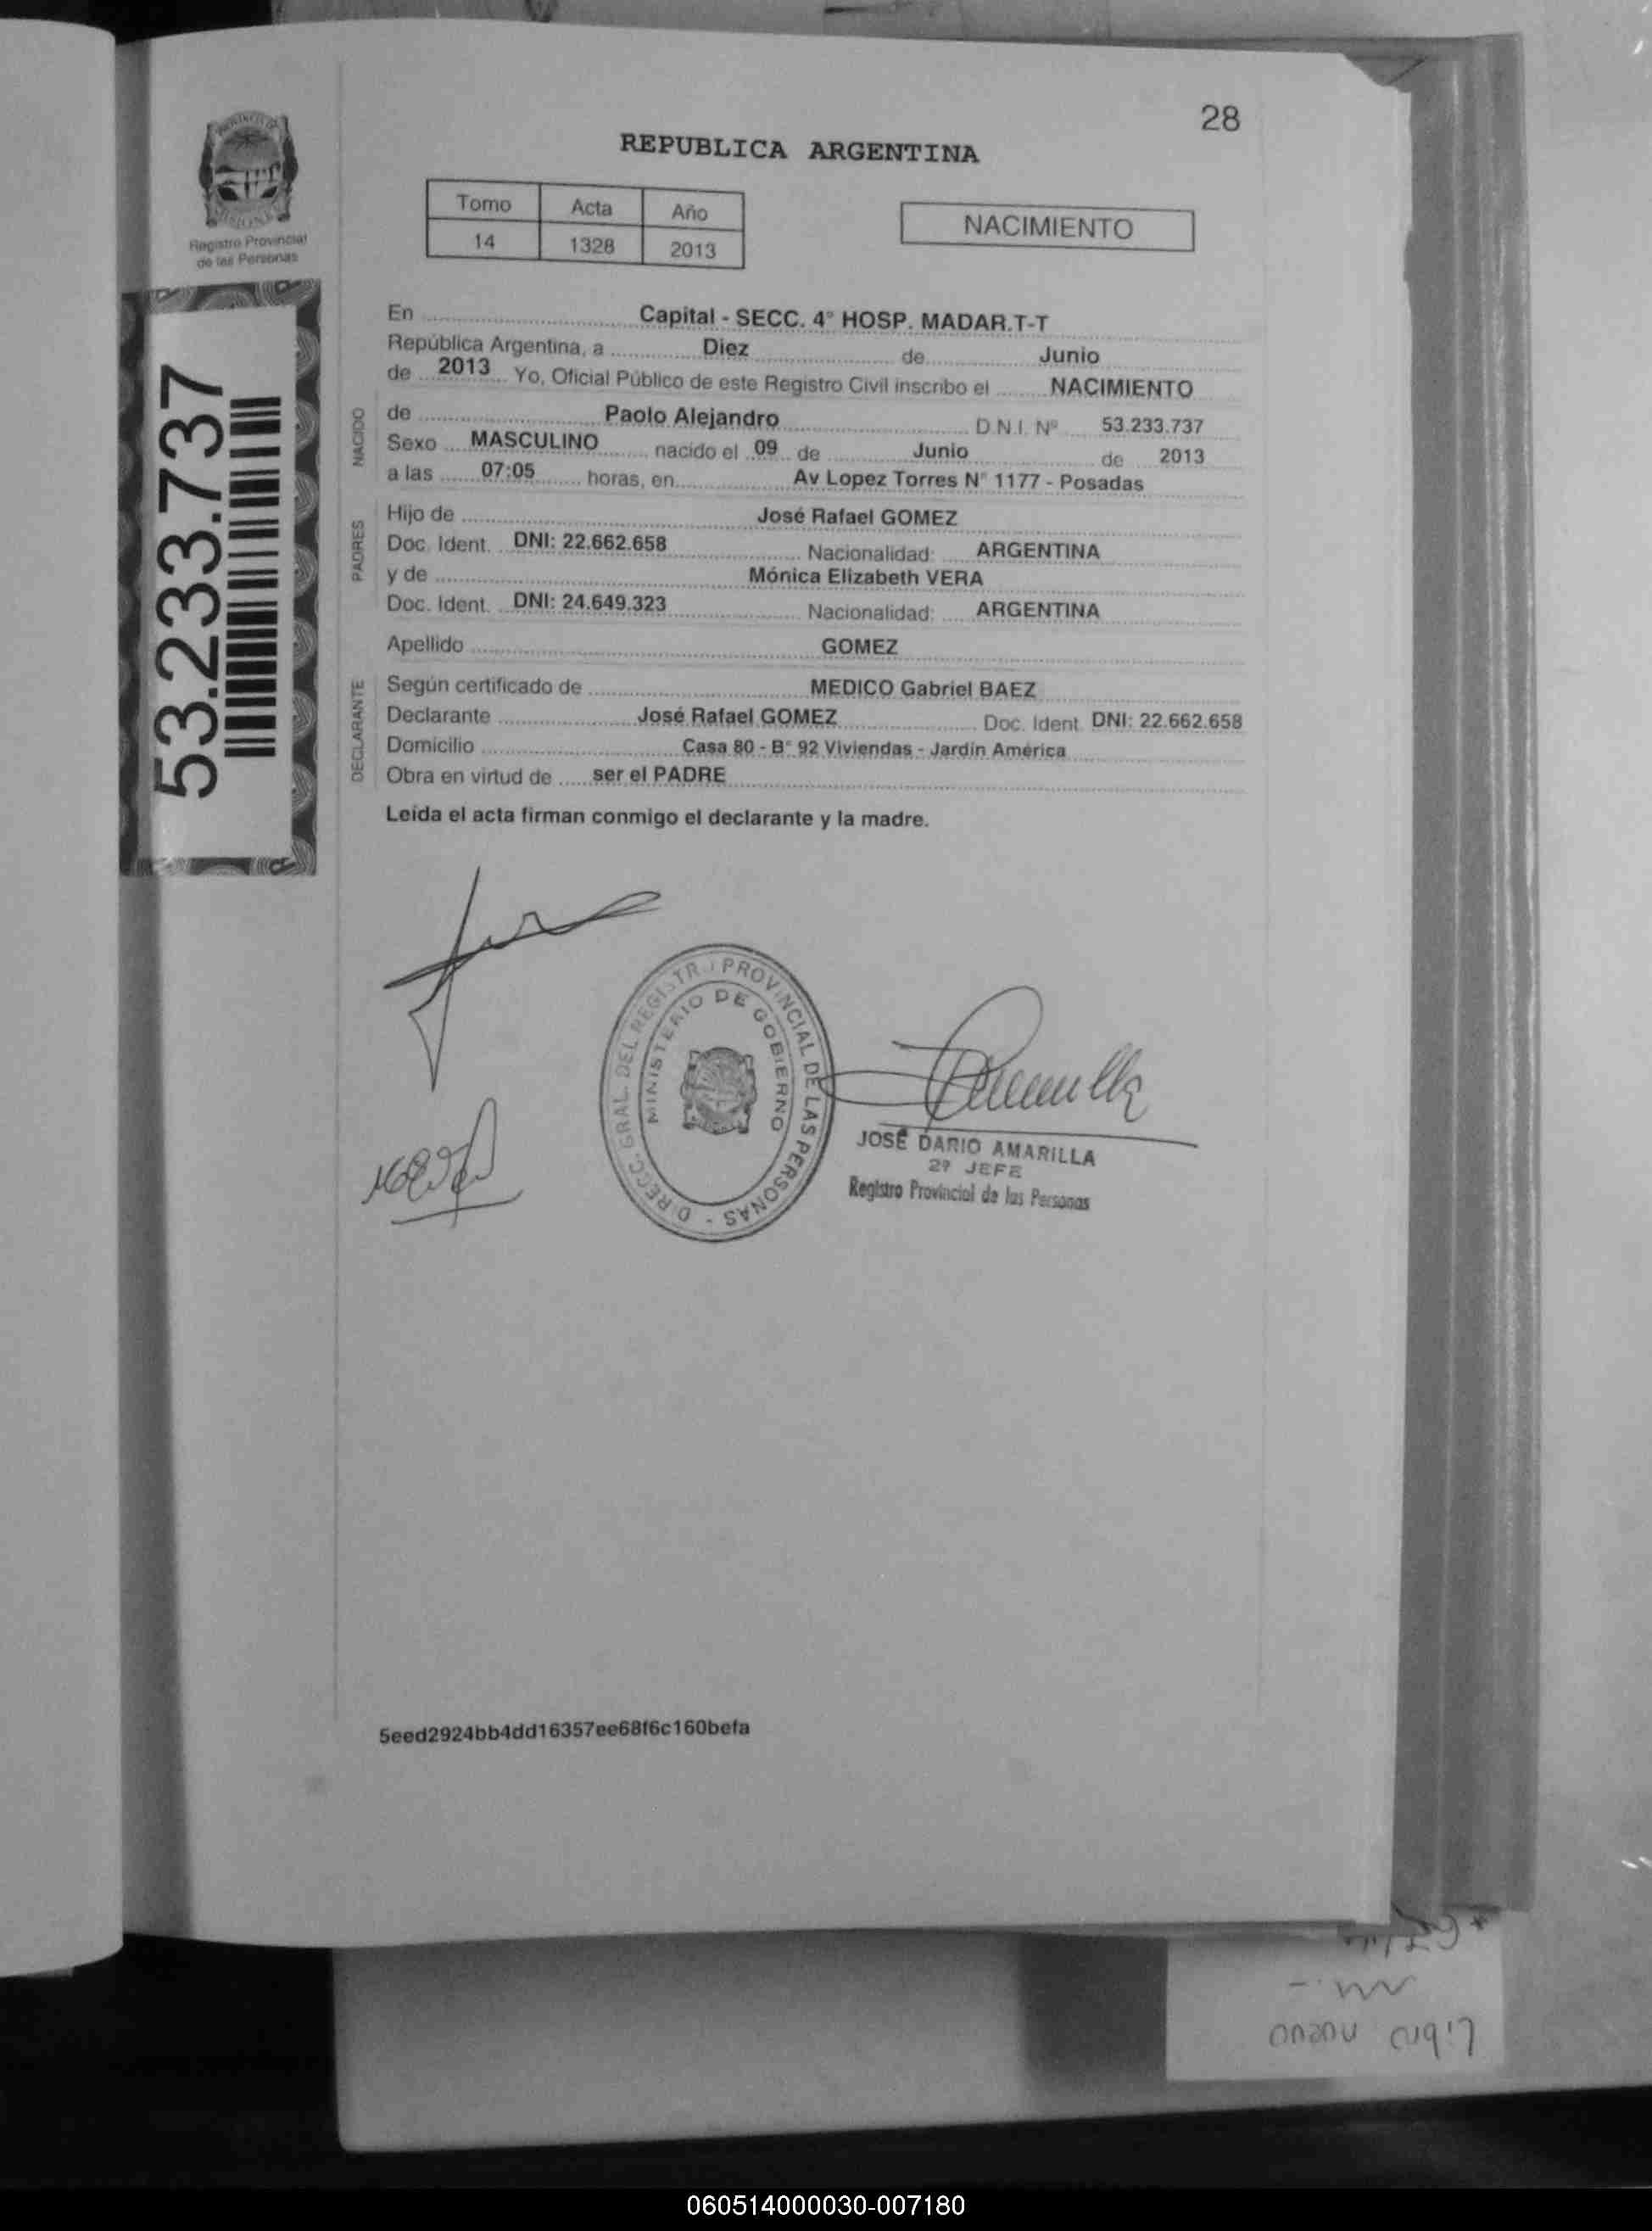 28
REPUBLICA ARGENTINA
Tomo Acta Año
14 1328 2013
NACIMIENTO
Registro Provincial
de las Personas
53.233.737
En Capital - SECC. 4° HOSP. MADAR.T-T
República Argentina, a Diez de Junio
de 2013 Yo, Oficial Público de este Registro Civil inscribo el NACIMIENTO
NACIDO
de Paolo Alejandro D.N.I. Nº 53.233.737
Sexo MASCULINO nacido el 09 de Junio de 2013
a las 07:05 horas, en Av Lopez Torres N° 1177 - Posadas
PADRES
Hijo de José Rafael GOMEZ
Doc. Ident. DNI: 22.662.658 Nacionalidad: ARGENTINA
y de Mónica Elizabeth VERA
Doc. Ident. DNI: 24.649.323 Nacionalidad: ARGENTINA
Apellido GOMEZ
DECLARANTE
Según certificado de MEDICO Gabriel BAEZ
Declarante José Rafael GOMEZ Doc. Ident. DNI: 22.662.658
Domicilio Casa 80 - B° 92 Viviendas - Jardín América
Obra en virtud de ser el PADRE
Leída el acta firman conmigo el declarante y la madre.
DIRECC. GRAL. DEL REGISTRO PROVINCIAL DE LAS PERSONAS -
MINISTERIO DE GOBIERNO
JOSÉ DARIO AMARILLA
2º JEFE
Registro Provincial de las Personas
5eed2924bb4dd16357ee68f6c160befa
Libro nuevo
060514000030-007180